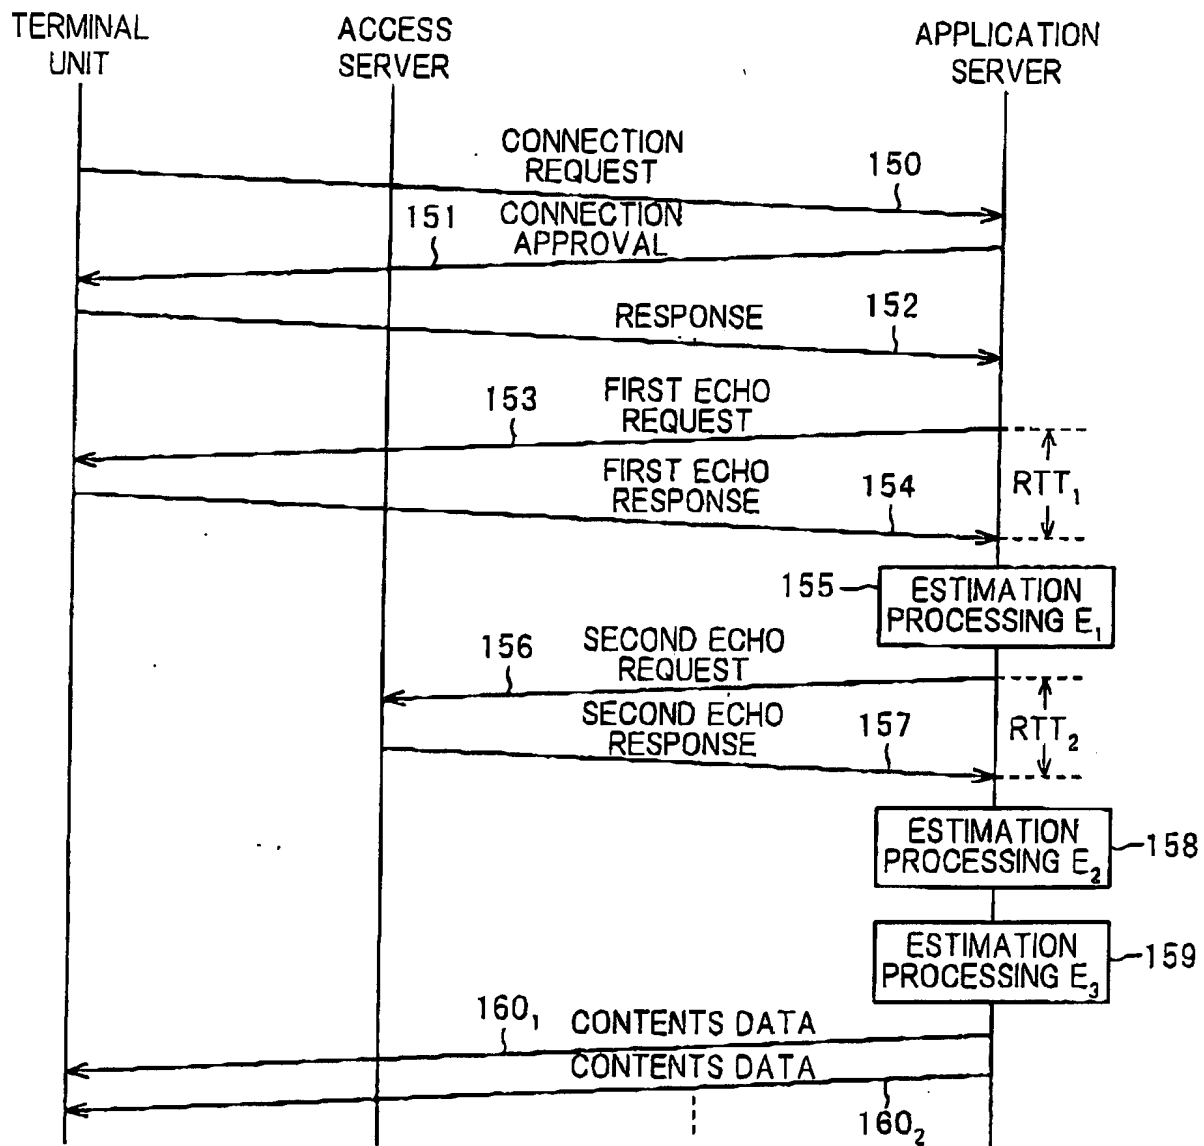 TERMINAL
UNIT
ACCESS
SERVER
APPLICATION
SERVER
CONNECTION
REQUEST
150
151
CONNECTION
APPROVAL
RESPONSE
152
153
FIRST ECHO
REQUEST
RTT₁
FIRST ECHO
RESPONSE
154
155
ESTIMATION
PROCESSING E₁
156
SECOND ECHO
REQUEST
SECOND ECHO
RESPONSE
157
RTT₂
ESTIMATION
PROCESSING E₂
158
ESTIMATION
PROCESSING E₃
159
160₁
CONTENTS DATA
CONTENTS DATA
160₂